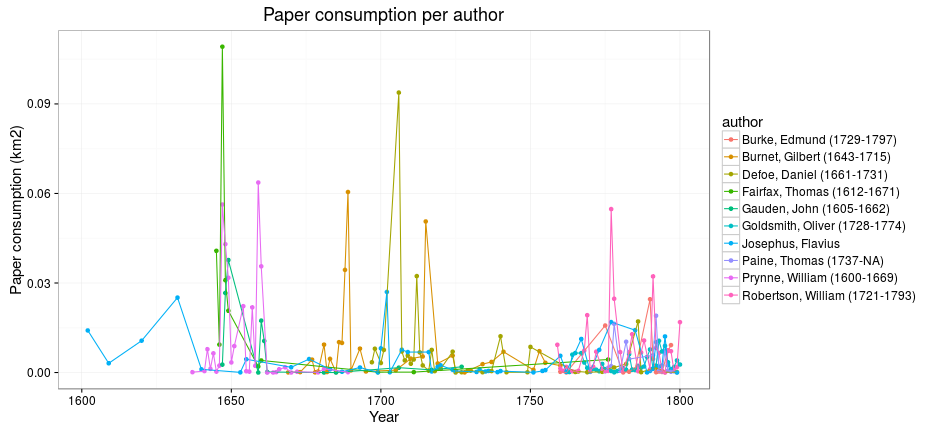 Paper consumption per author
0.09
0.06
0.03
0.00
Paper consumption (km2)
1600 1650 1700 1750 1800
Year
author
Burke, Edmund (1729-1797)
Burnet, Gilbert (1643-1715)
Defoe, Daniel (1661-1731)
Fairfax, Thomas (1612-1671)
Gauden, John (1605-1662)
Goldsmith, Oliver (1728-1774)
Josephus, Flavius
Paine, Thomas (1737-NA)
Prynne, William (1600-1669)
Robertson, William (1721-1793)